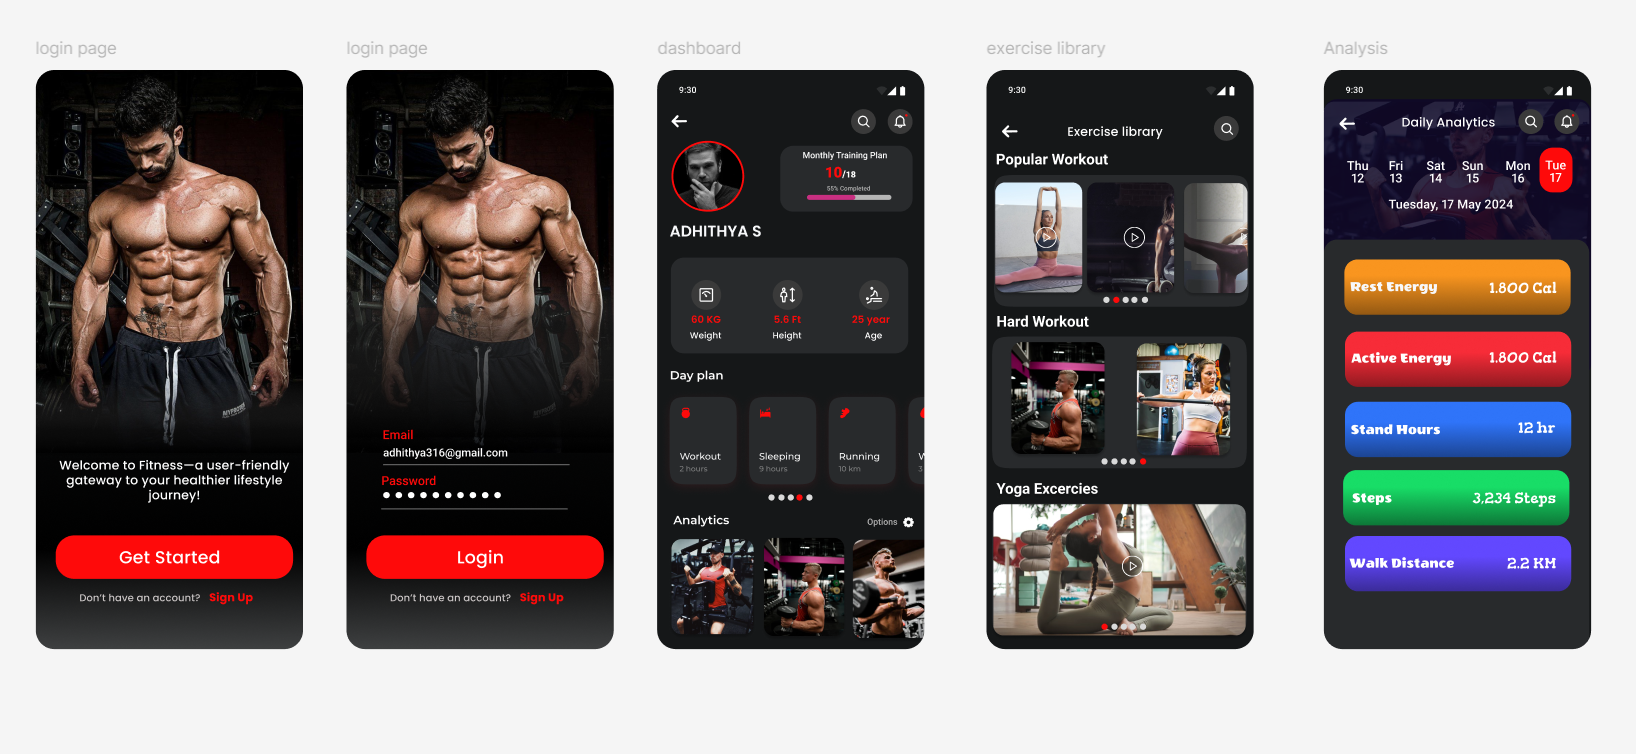 login page
Welcome to Fitness—a user-friendly
gateway to your healthier lifestyle
journey!
Get Started
Don't have an account? Sign Up
login page
Email
adhithya316@gmail.com
Password
Login
Don't have an account? Sign Up
dashboard
9:30
Monthly Training Plan
10/18
55% Completed
ADHITHYA S
60 KG
Weight
5.6 Ft
Height
25 year
Age
Day plan
Workout
2 hours
Sleeping
9 hours
Running
10 km
W
3
Analytics
Options
exercise library
9:30
Exercise library
Popular Workout
Hard Workout
Yoga Excercies
Analysis
9:30
Daily Analytics
Thu
12
Fri
13
Sat
14
Sun
15
Mon
16
Tue
17
Tuesday, 17 May 2024
Rest Energy 1.800 Cal
Active Energy 1.800 Cal
Stand Hours 12 hr
Steps 3,234 Steps
Walk Distance 2.2 KM